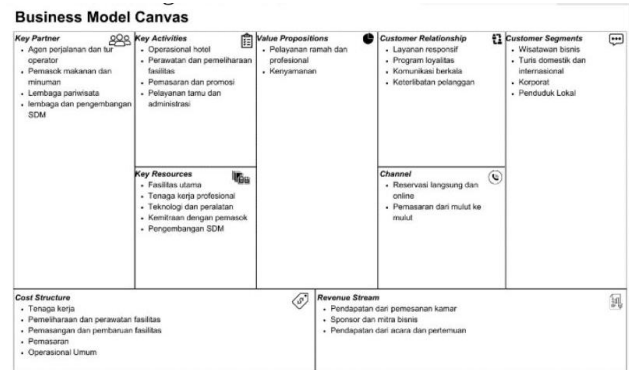 Business Model Canvas
Key Partner
• Agen perjalanan dan tur
operator
• Pemasok makanan dan
minuman
• Lembaga pariwisata
• lembaga dan pengembangan
SDM
Key Activities
• Operasional hotel
• Perawatan dan pemeliharaan
fasilitas
• Pemasaran dan promosi
• Pelayanan tamu dan
administrasi
Key Resources
• Fasilitas utama
• Tenaga kerja profesional
• Teknologi dan peralatan
• Kemitraan dengan pemasok
• Pengembangan SDM
Value Propositions
• Pelayanan ramah dan
profesional
• Kenyamanan
Customer Relationship
• Layanan responsif
• Program loyalitas
• Komunikasi berkala
• Keterlibatan pelanggan
Channel
• Reservasi langsung dan
online
• Pemasaran dari mulut ke
mulut
Customer Segments
• Wisatawan bisnis
• Turis domestik dan
internasional
• Korporat
• Penduduk Lokal
Cost Structure
• Tenaga kerja
• Pemeliharaan dan perawatan fasilitas
• Pemasangan dan pembaruan fasilitas
• Pemasaran
• Operasional Umum
Revenue Stream
• Pendapatan dari pemesanan kamar
• Sponsor dan mitra bisnis
• Pendapatan dari acara dan pertemuan